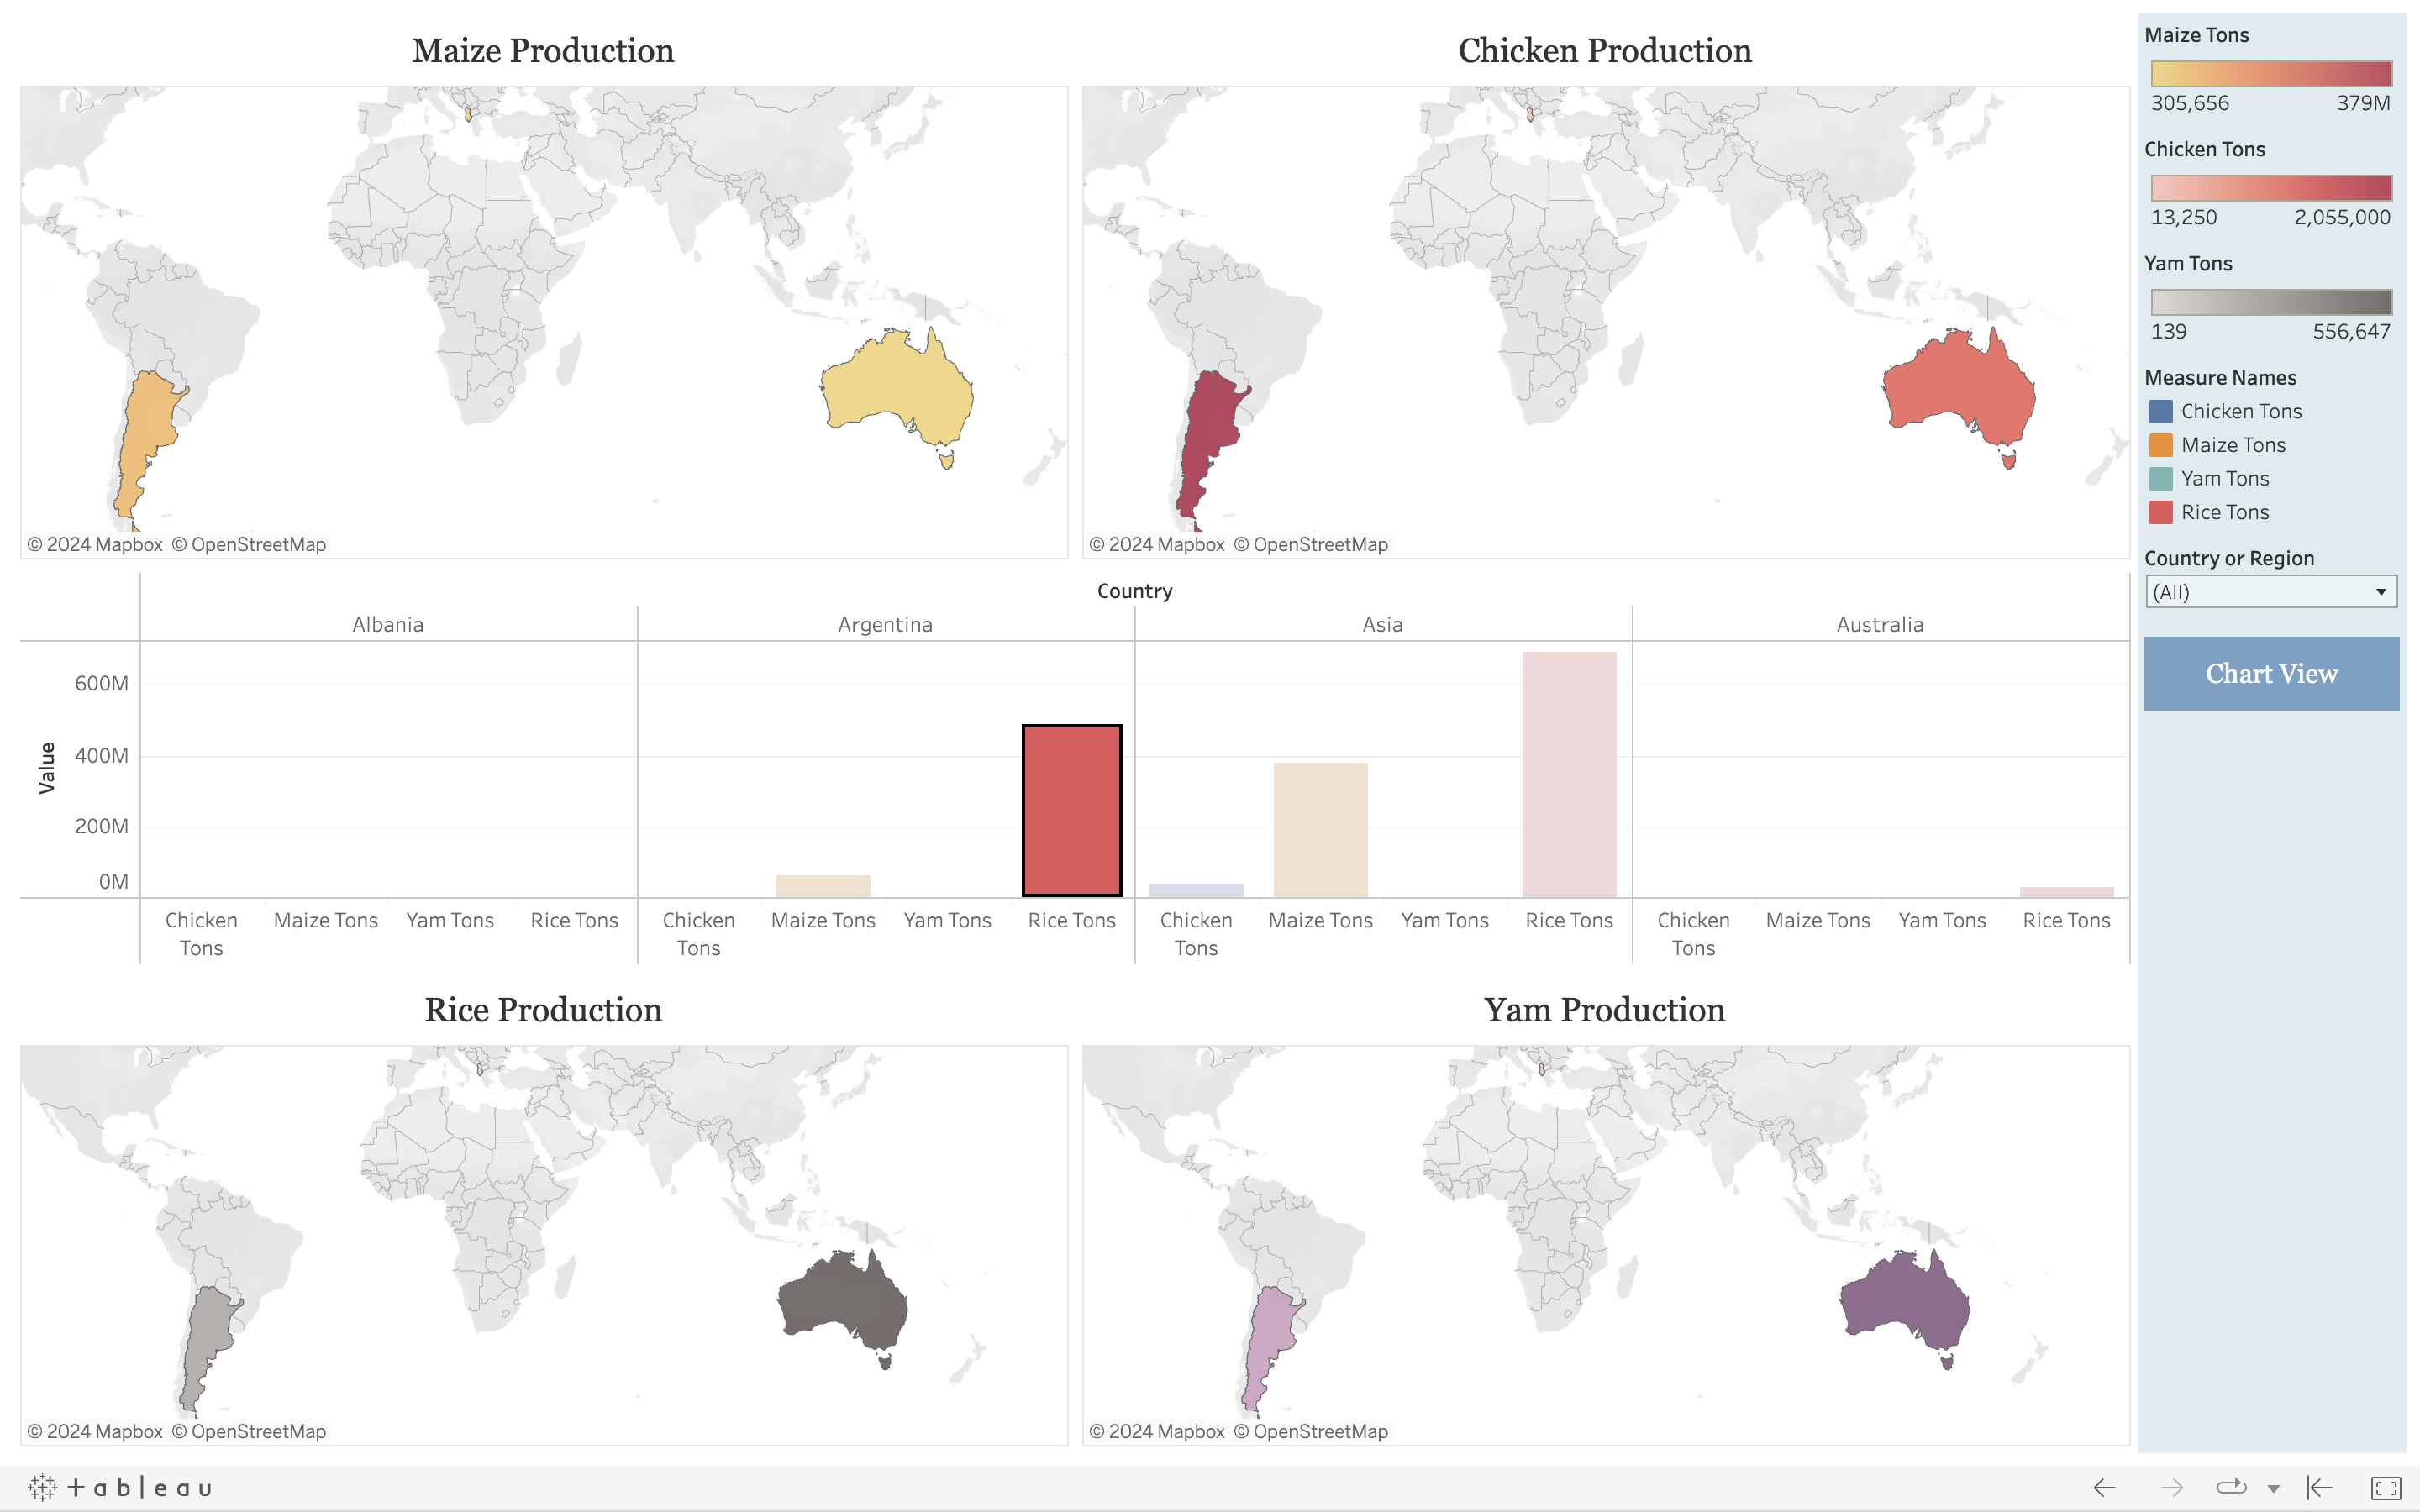 Maize Production
Chicken Production
© 2024 Mapbox © OpenStreetMap
© 2024 Mapbox © OpenStreetMap
Maize Tons
305,656 379M
Chicken Tons
13,250 2,055,000
Yam Tons
139 556,647
Measure Names
Chicken Tons
Maize Tons
Yam Tons
Rice Tons
Country or Region
(All)
Chart View
Country
Albania Argentina Asia Australia
Value
600M
400M
200M
0M
Chicken Tons Maize Tons Yam Tons Rice Tons Chicken Tons Maize Tons Yam Tons Rice Tons Chicken Tons Maize Tons Yam Tons Rice Tons Chicken Tons Maize Tons Yam Tons Rice Tons
Rice Production
Yam Production
© 2024 Mapbox © OpenStreetMap
© 2024 Mapbox © OpenStreetMap
+ableau